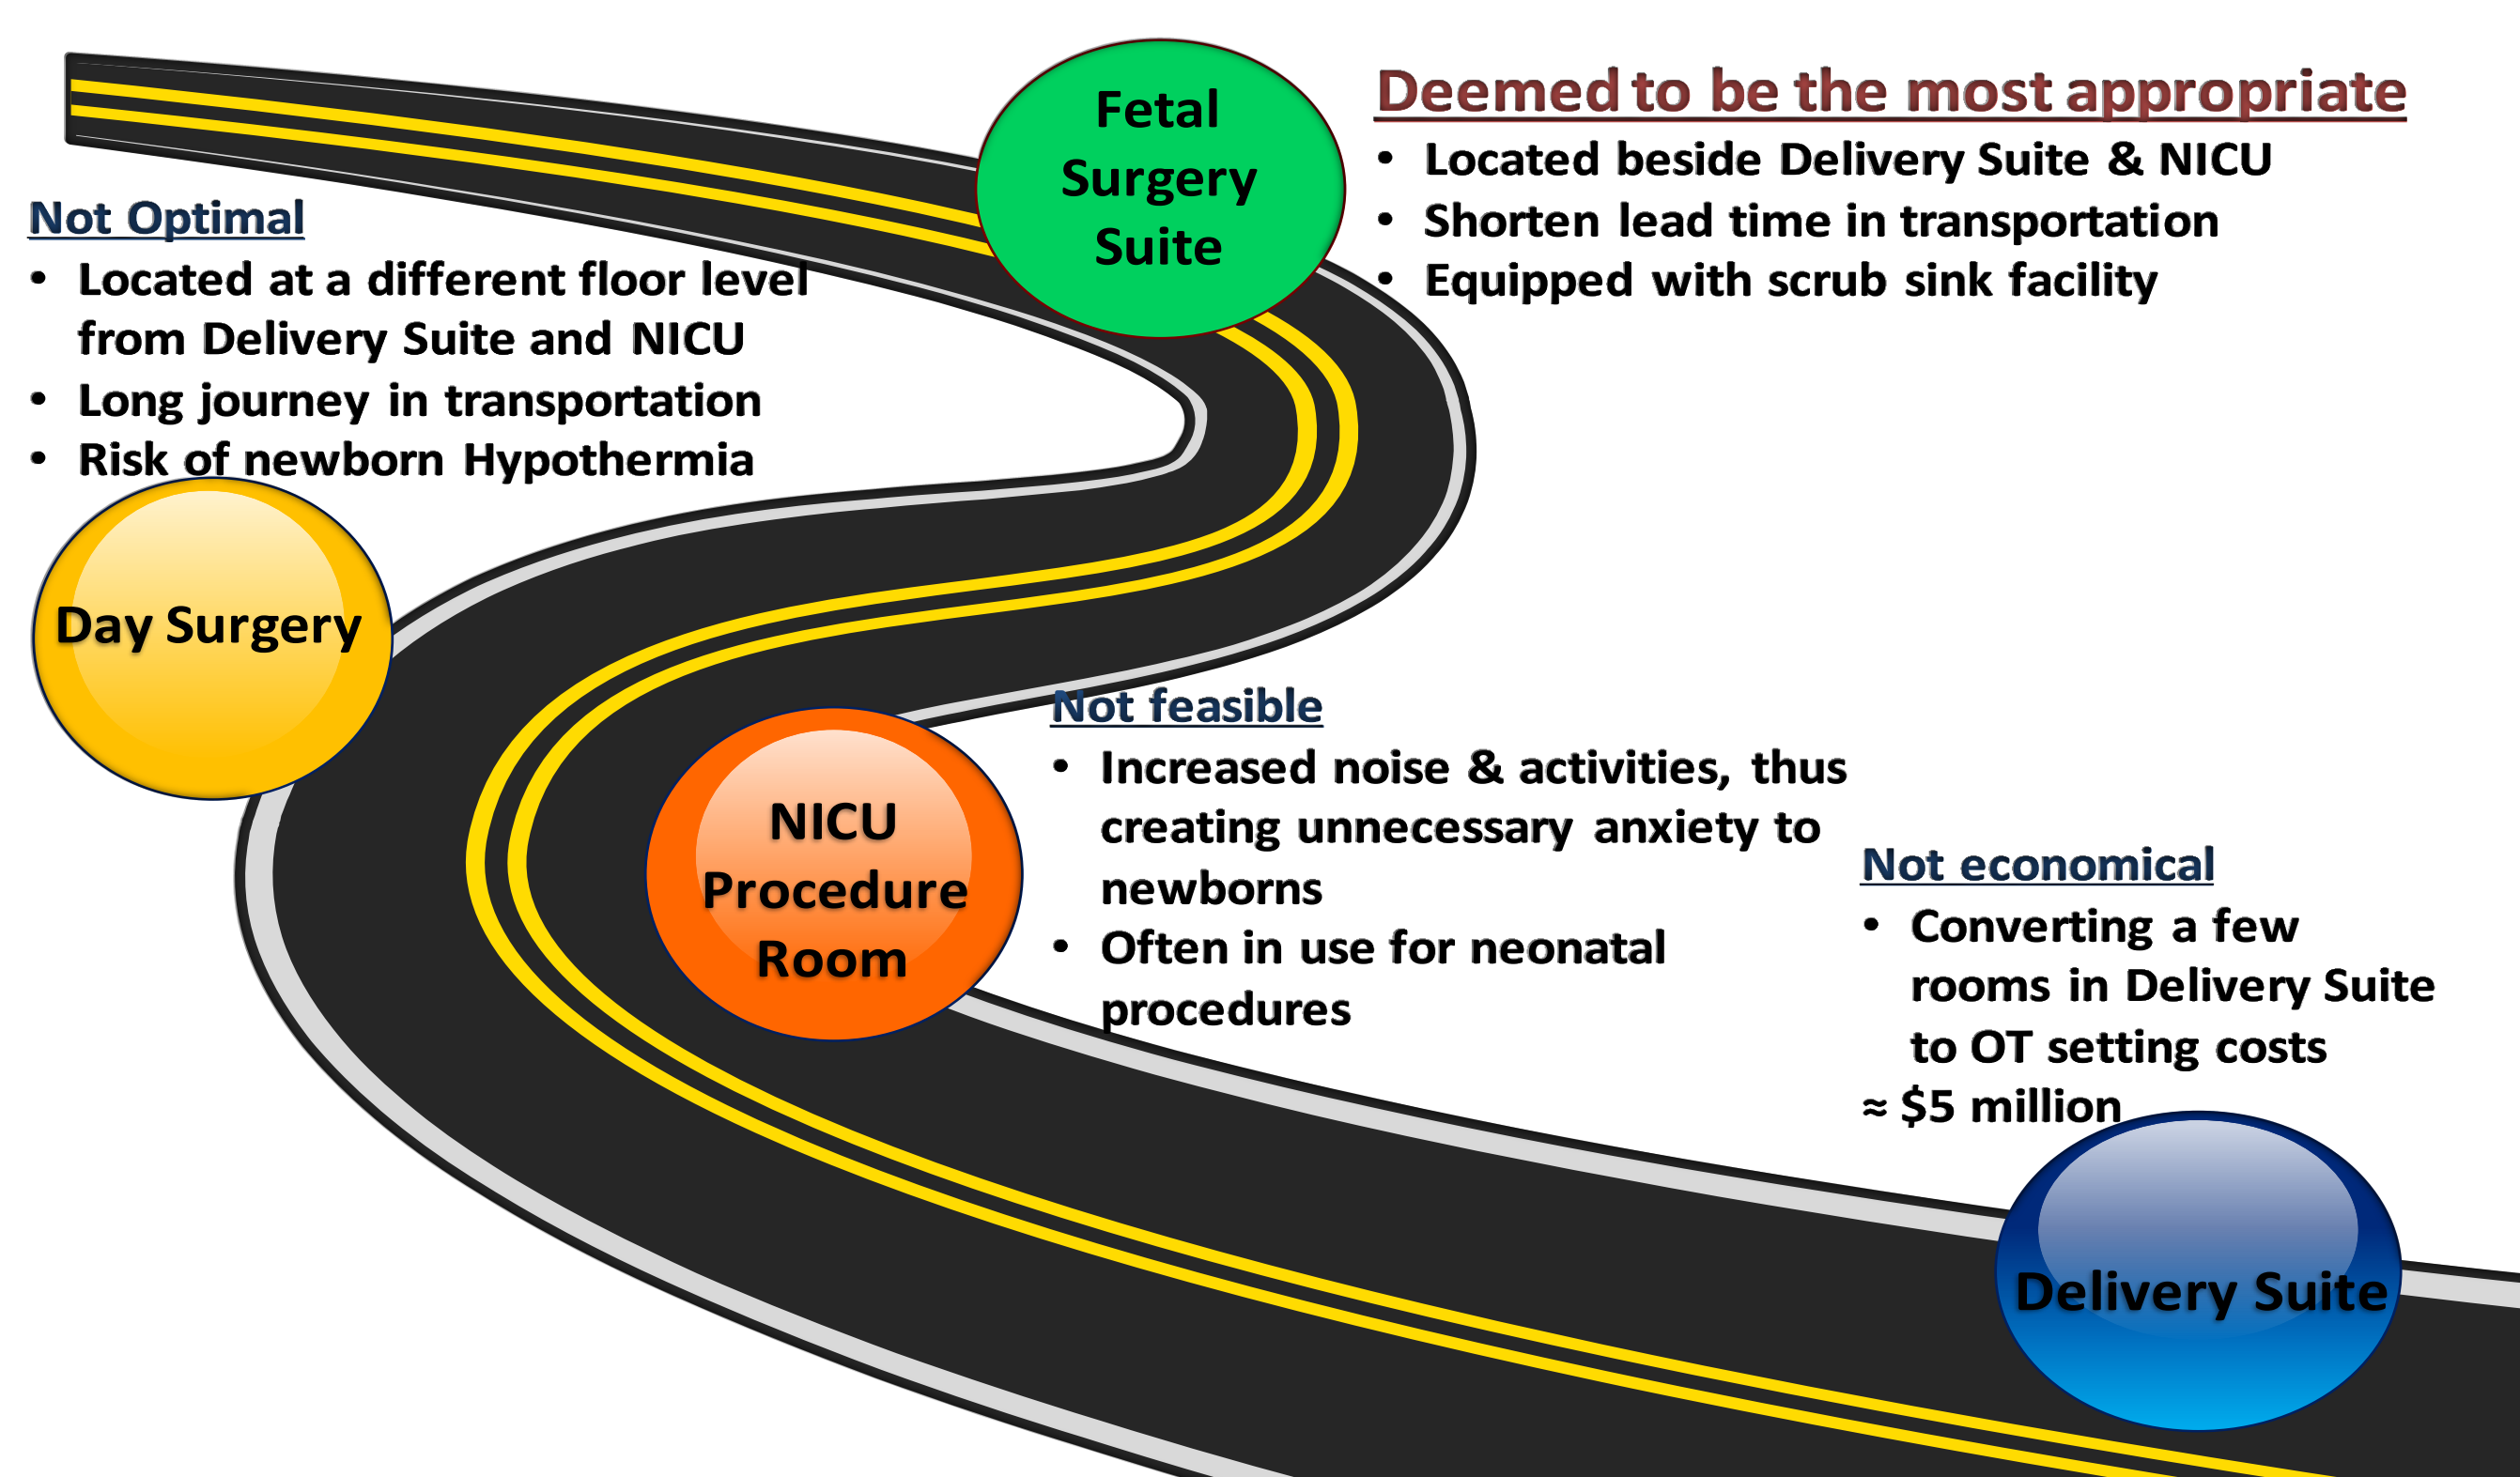 Fetal
Surgery
Suite
Deemed to be the most appropriate
• Located beside Delivery Suite & NICU
• Shorten lead time in transportation
• Equipped with scrub sink facility
Not Optimal
• Located at a different floor level
from Delivery Suite and NICU
• Long journey in transportation
• Risk of newborn Hypothermia
Day Surgery
NICU
Procedure
Room
Not feasible
• Increased noise & activities, thus
creating unnecessary anxiety to
newborns
• Often in use for neonatal
procedures
Not economical
• Converting a few
rooms in Delivery Suite
to OT setting costs
≈ $5 million
Delivery Suite